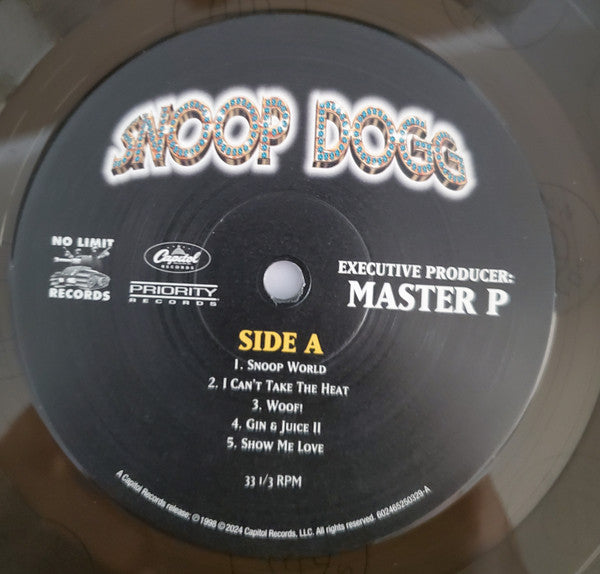 SNOOP DOGG
NO LIMIT
RECORDS
Capitol
RECORDS
PRIORITY
RECORDS
EXECUTIVE PRODUCER:
MASTER P
SIDE A
1. SNOOP WORLD
2. I CAN'T TAKE THE HEAT
3. WOOF!
4. GIN & JUICE II
5. SHOW ME LOVE
33 1/3 RPM
A Capitol Records release; ℗ 1998 © 2024 Capitol Records, LLC. All rights reserved. 602465250329-A